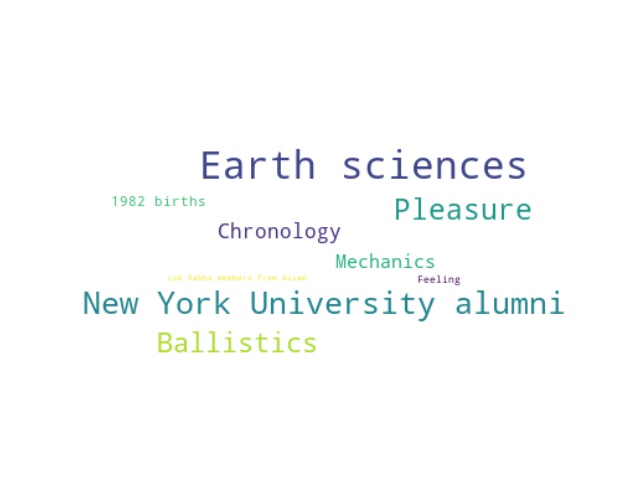 Earth sciences
1982 births
Pleasure
Chronology
Mechanics
Lok Sabha members from Assam
Feeling
New York University alumni
Ballistics